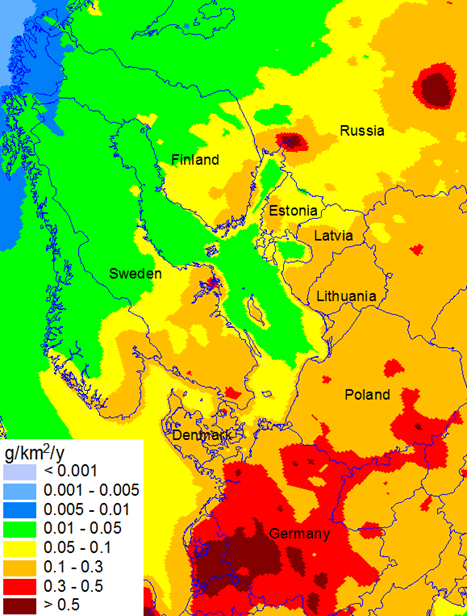 Russia
Finland
Estonia
Latvia
Sweden
Lithuania
Poland
Denmark
Germany
g/km²/y
< 0.001
0.001 - 0.005
0.005 - 0.01
0.01 - 0.05
0.05 - 0.1
0.1 - 0.3
0.3 - 0.5
> 0.5